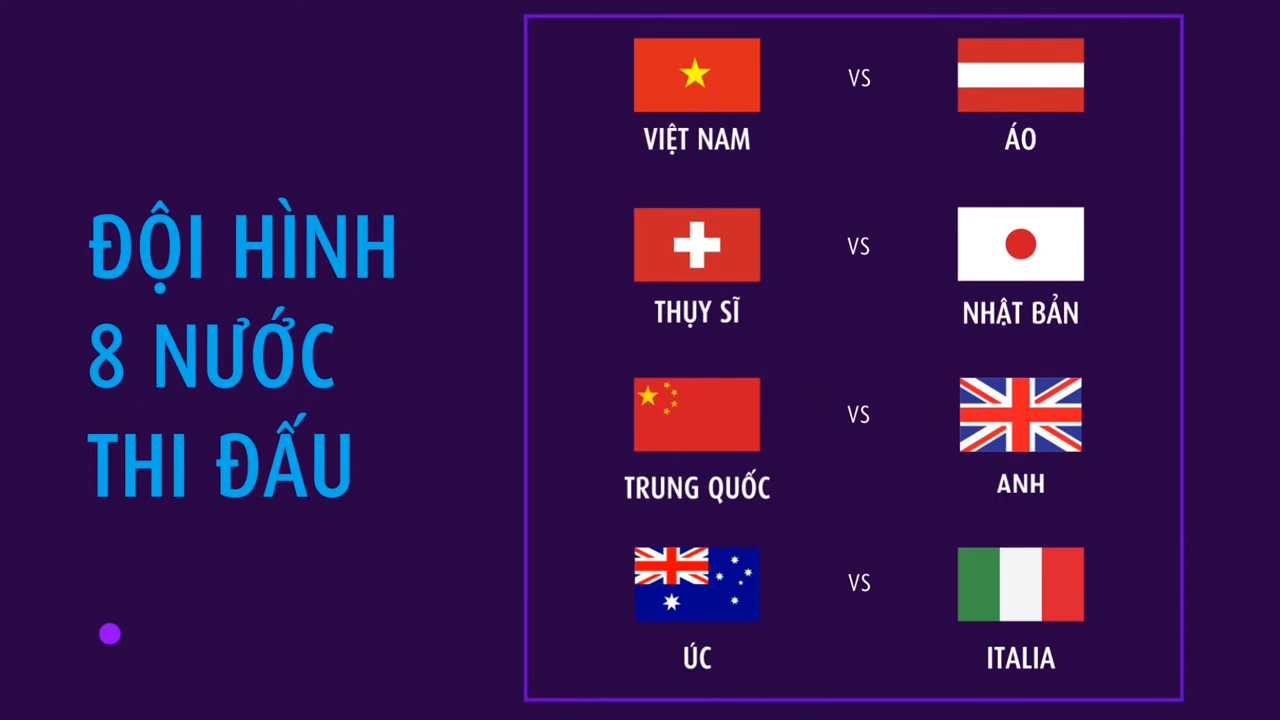 ĐỘI HÌNH
8 NƯỚC
THI ĐẤU
VS
VIỆT NAM
ÁO
VS
THỤY SĨ
NHẬT BẢN
VS
TRUNG QUỐC
ANH
VS
ÚC
ITALIA